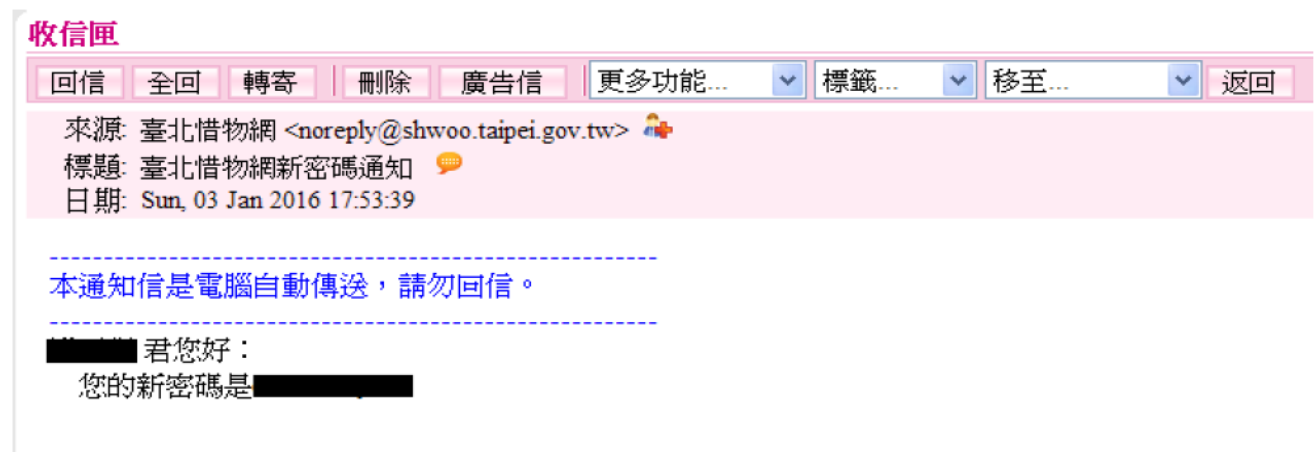 收信匣
回信 全回 轉寄 刪除 廣告信 更多功能... 標籤... 移至... 返回
來源: 臺北惜物網 <noreply@shwoo.taipei.gov.tw>
標題: 臺北惜物網新密碼通知
日期: Sun, 03 Jan 2016 17:53:39
--------------------------------------------------------
本通知信是電腦自動傳送，請勿回信。
--------------------------------------------------------
君您好：
您的新密碼是